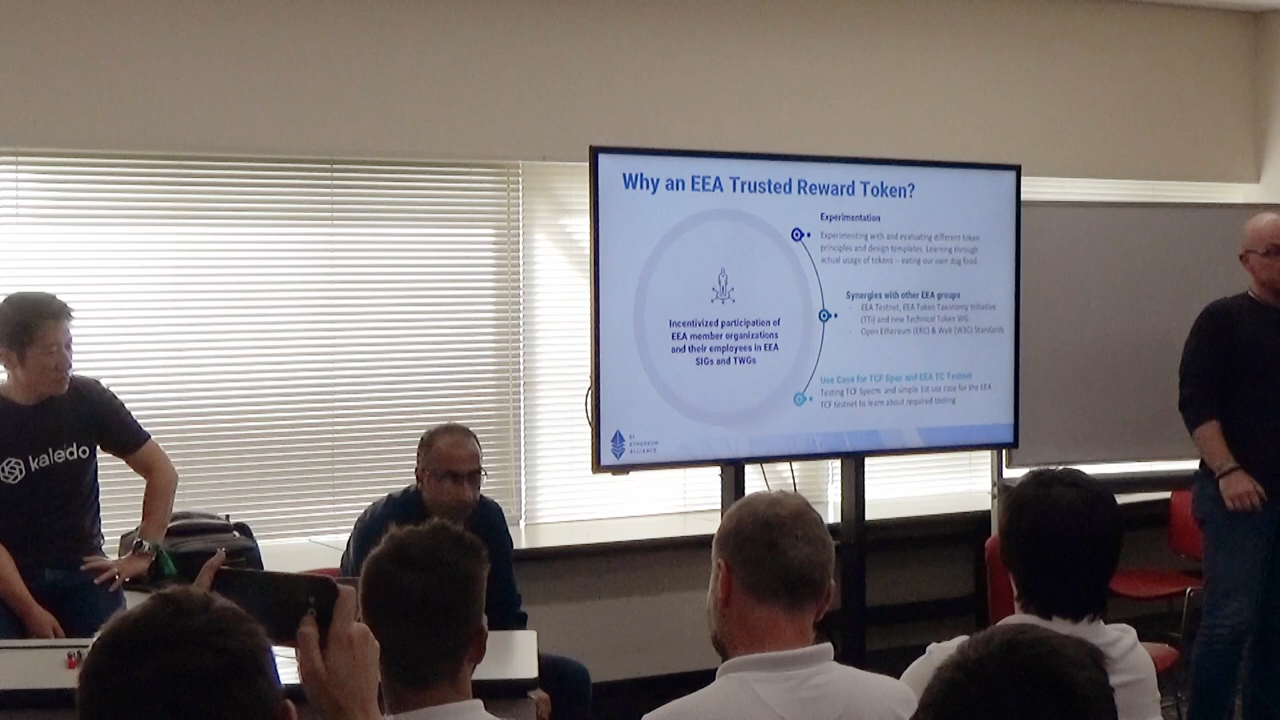 Why an EEA Trusted Reward Token?
Experimentation
Experimenting with and evaluating different token
principles and design templates. Learning through
actual usage of tokens – eating our own dog food.
Incentivized participation of
EEA member organizations
and their employees in EEA
SIGs and TWGs
Synergies with other EEA groups
- EEA Testnet, EEA Token Taxonomy Initiative
(TTI) and new Technical Token WG
- Open Ethereum (ERC) & Web (W3C) Standards
Use Case for TCF Spec and EEA TC Testnet
Testing TCF Specm and simple 1st use case for the EEA
TCF testnet to learn about required tooling
ETHEREUM
ALLIANCE
kaleido